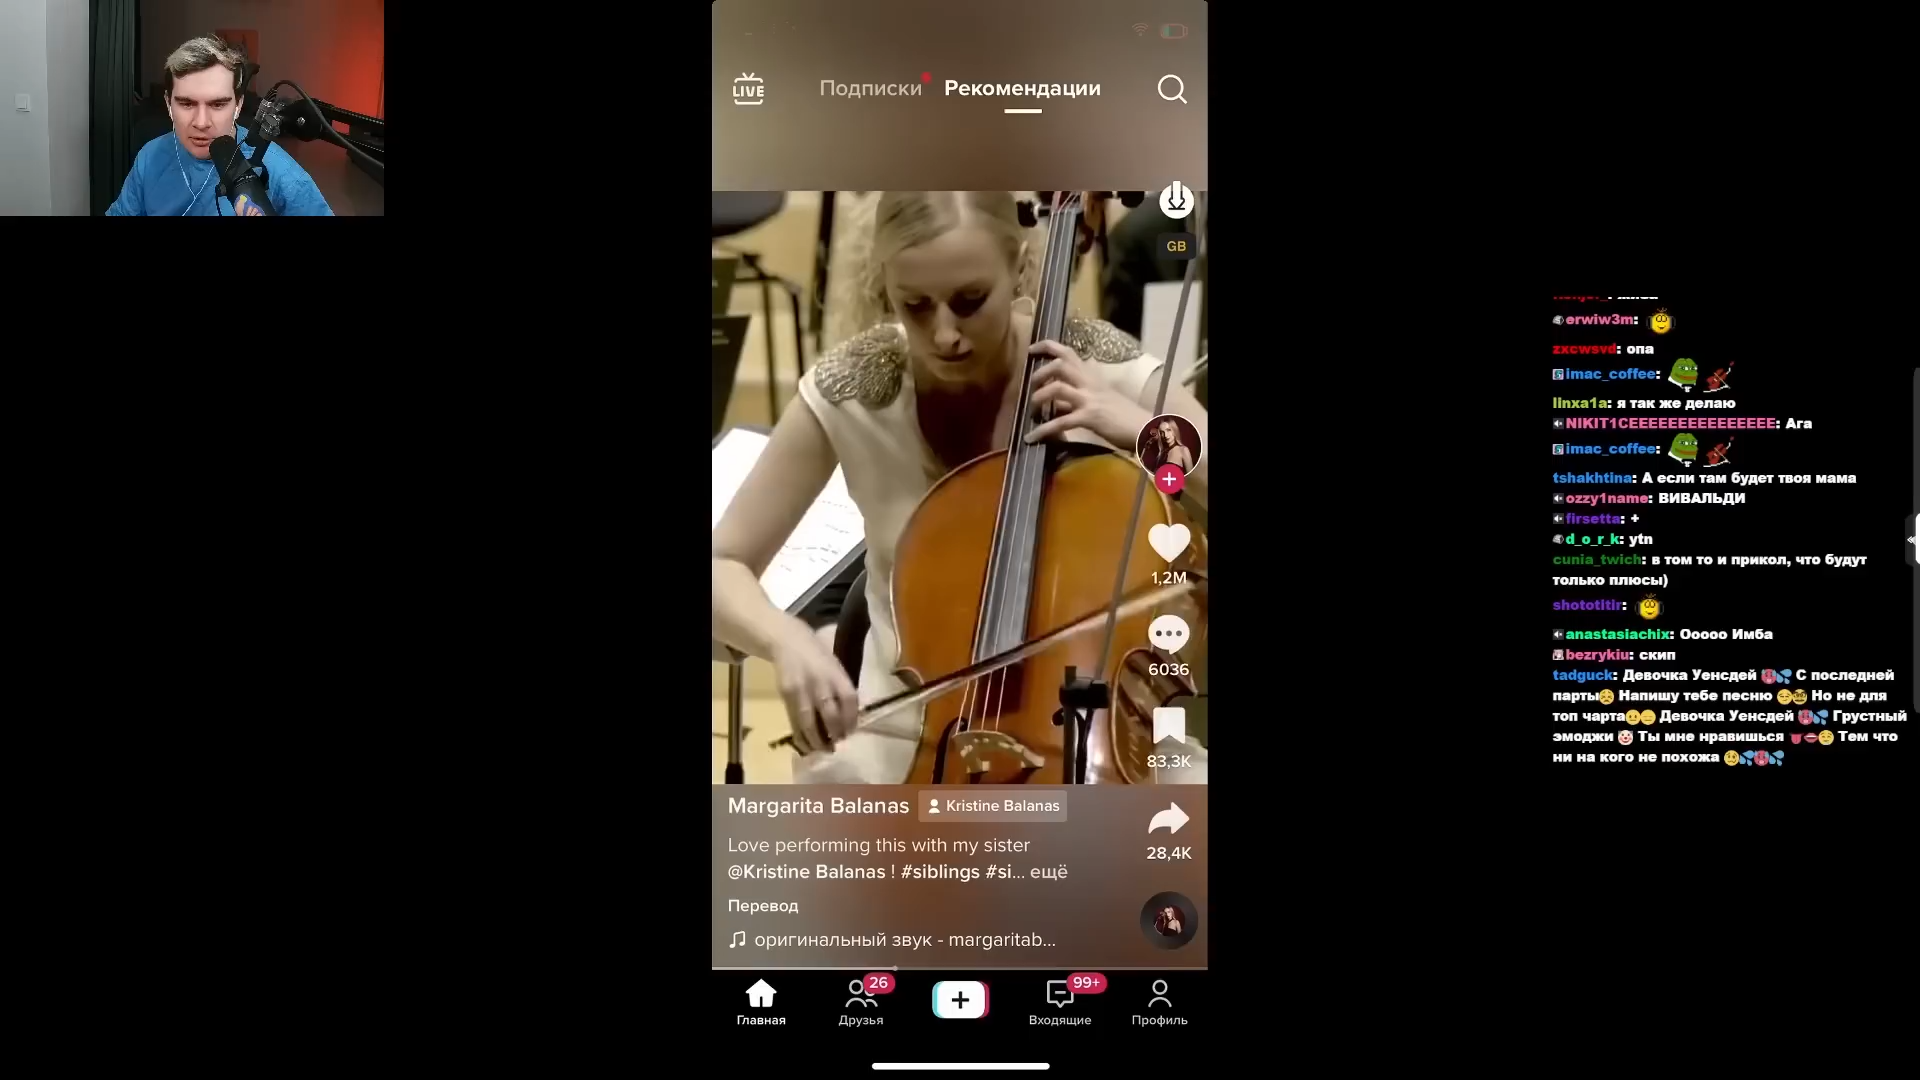 LIVE
Подписки Рекомендации
GB
1,2M
6036
83,3K
28,4K
Margarita Balanas Kristine Balanas
Love performing this with my sister
@Kristine Balanas ! #siblings #si... ещё
Перевод
оригинальный звук - margaritab...
26
99+
Главная
Друзья
Входящие
Профиль
erwiw3m:
zxcwsvd: опа
imac_coffee:
linxa1a: я так же делаю
NIKIT1CEEEEEEEEEEEEEEE: Ага
imac_coffee:
tshakhtina: А если там будет твоя мама
ozzy1name: ВИВАЛЬДИ
firsetta: +
d_o_r_k: ytn
cunia_twich: в том то и прикол, что будут
только плюсы)
shototitir:
anastasiachix: Ооооо Имба
bezrykiu: скип
tadguck: Девочка Уенсдей С последней
парты Напишу тебе песню Но не для
топ чарта Девочка Уенсдей Грустный
эмоджи Ты мне нравишься Тем что
ни на кого не похожа